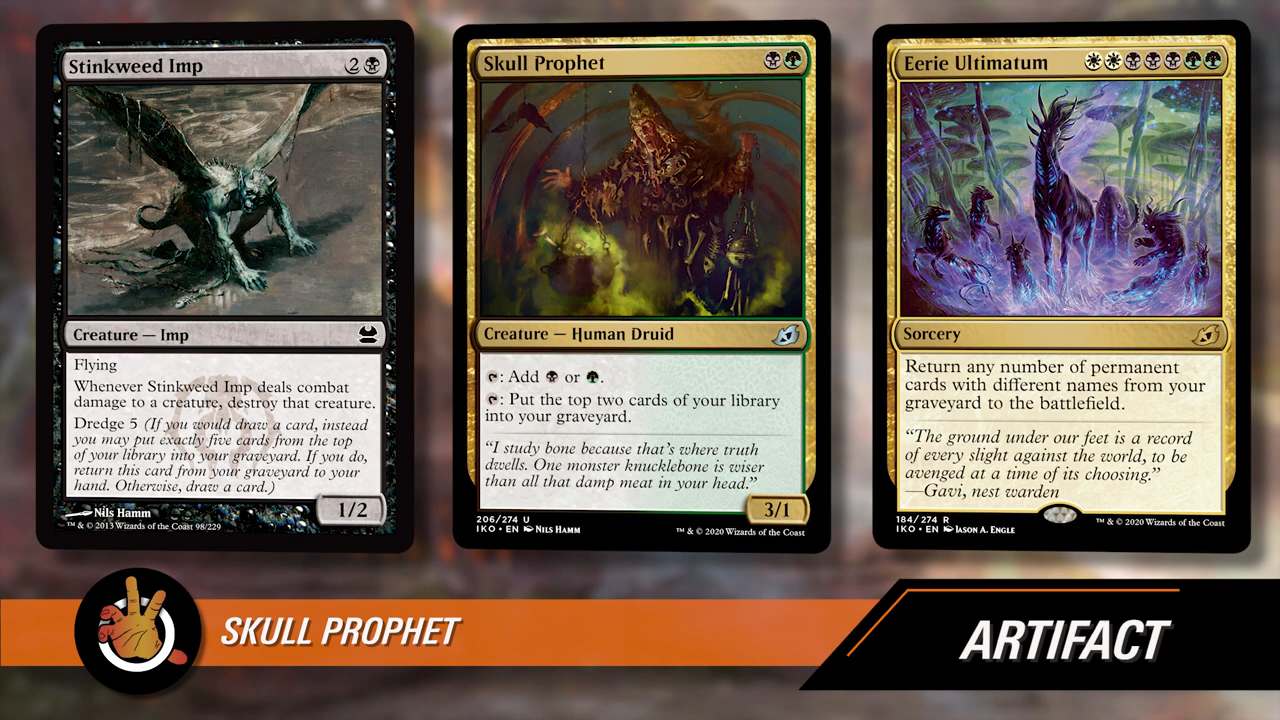 Stinkweed Imp
2
Creature — Imp
Flying
Whenever Stinkweed Imp deals combat
damage to a creature, destroy that creature.
Dredge 5 (If you would draw a card, instead
you may put exactly five cards from the top
of your library into your graveyard. If you do,
return this card from your graveyard to your
hand. Otherwise, draw a card.)
1/2
Nils Hamm
™ & © 2013 Wizards of the Coast 98/229
Skull Prophet
Creature — Human Druid
: Add or .
: Put the top two cards of your library
into your graveyard.
“I study bone because that’s where truth
dwells. One monster knucklebone is wiser
than all that damp meat in your head.”
3/1
206/274 U
IKO • EN Nils Hamm
™ & © 2020 Wizards of the Coast
Eerie Ultimatum
Sorcery
Return any number of permanent
cards with different names from your
graveyard to the battlefield.
“The ground under our feet is a record
of every slight against the world, to be
avenged at a time of its choosing.”
—Gavi, nest warden
184/274 R
IKO • EN Jason A. Engle
™ & © 2020 Wizards of the Coast
SKULL PROPHET
ARTIFACT